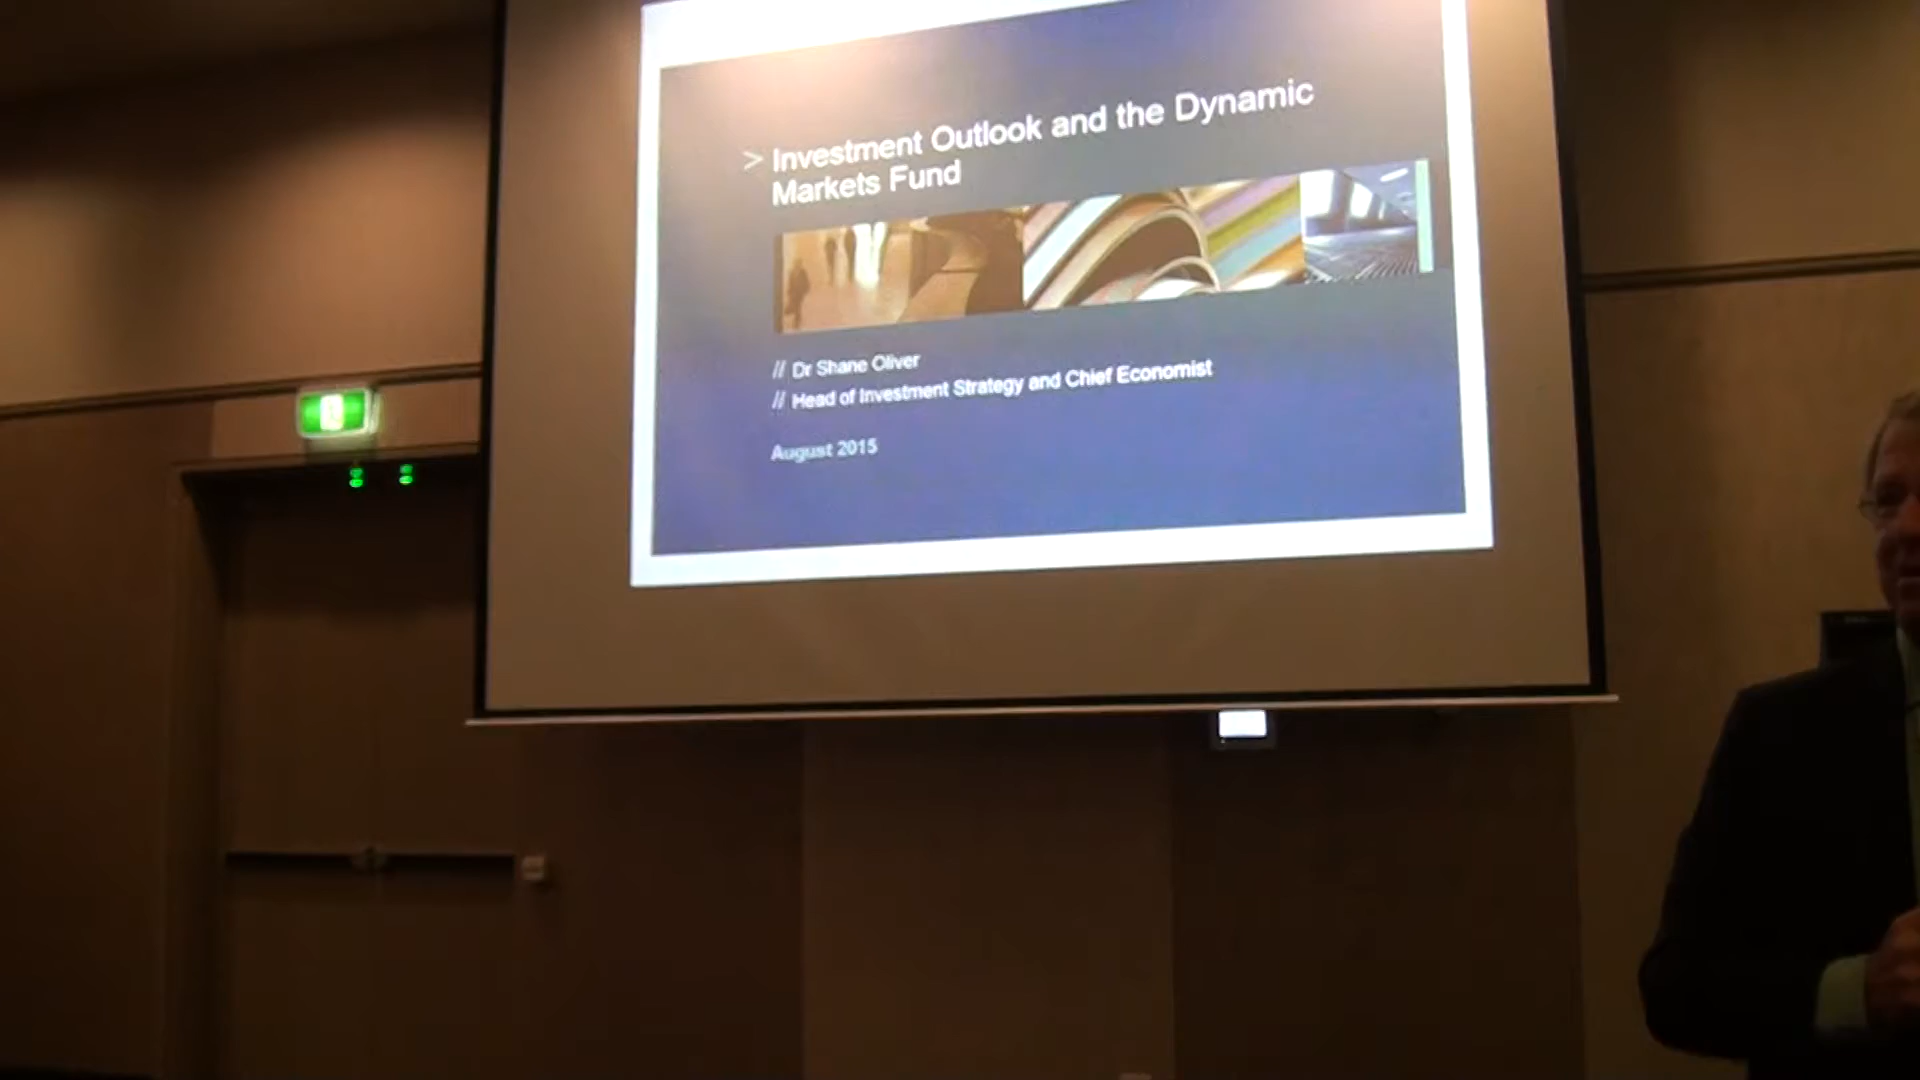 > Investment Outlook and the Dynamic
Markets Fund
// Dr Shane Oliver
// Head of Investment Strategy and Chief Economist
August 2015